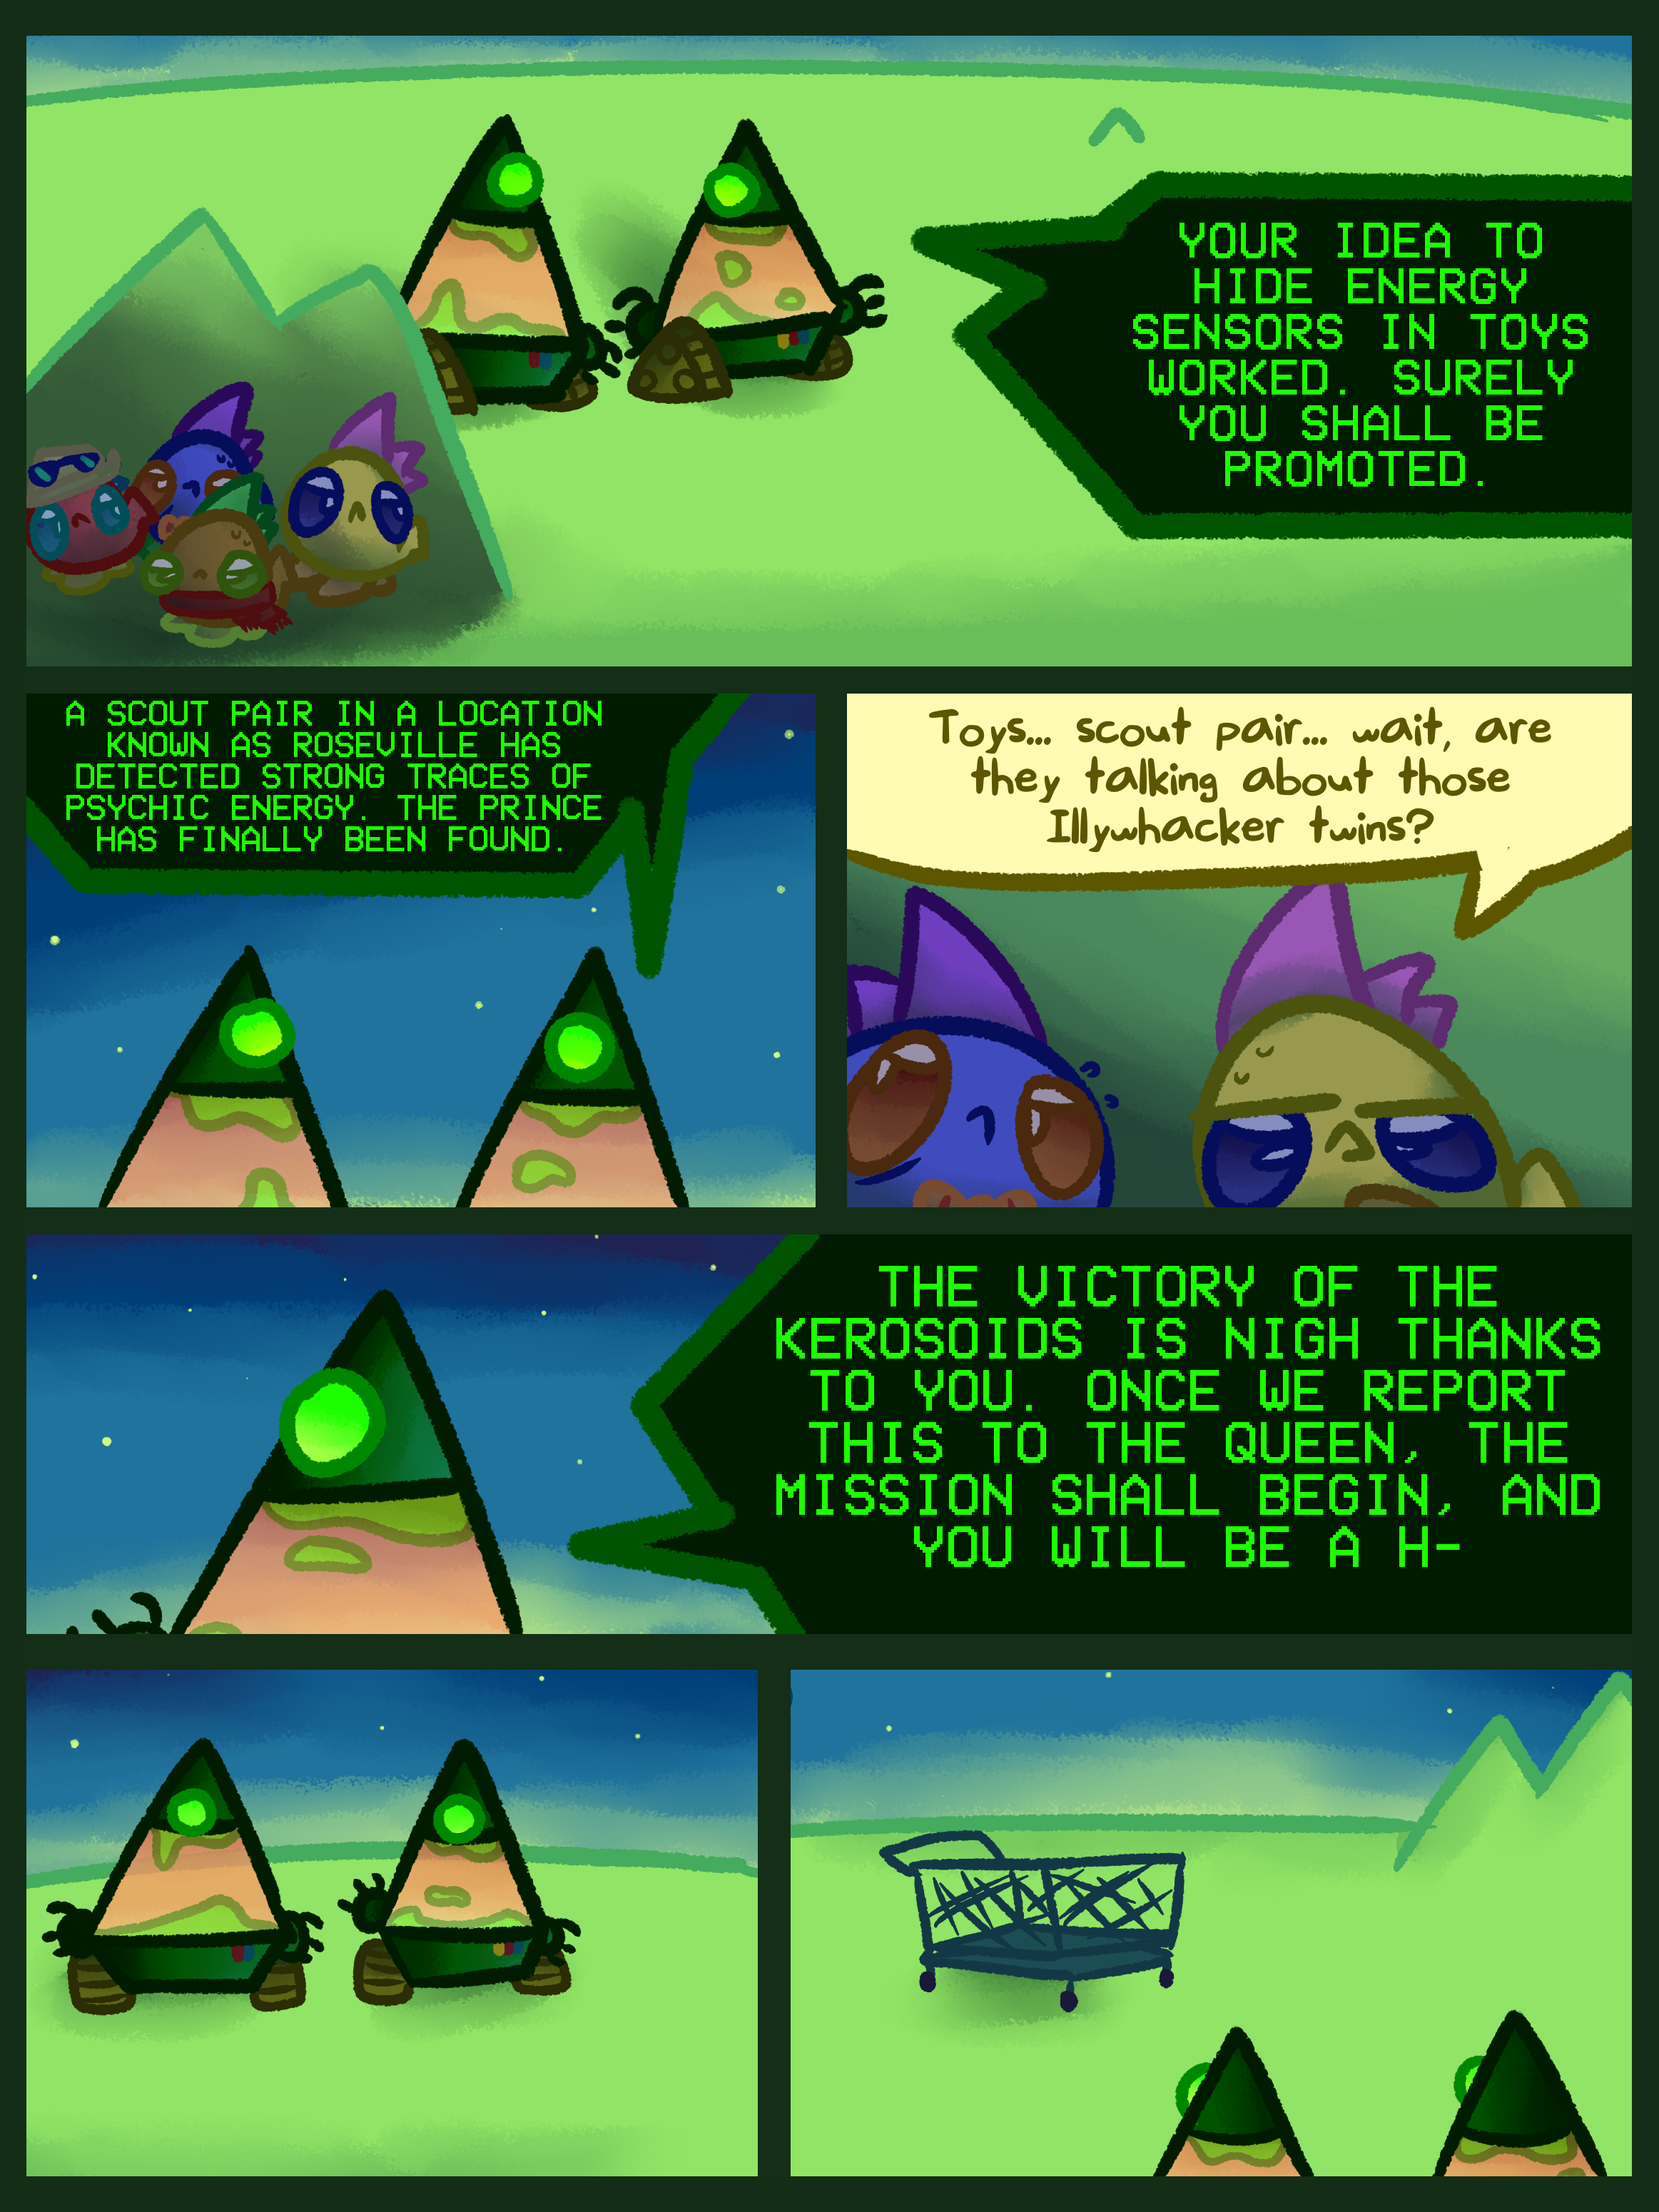 YOUR IDEA TO
HIDE ENERGY
SENSORS IN TOYS
WORKED. SURELY
YOU SHALL BE
PROMOTED.
A SCOUT PAIR IN A LOCATION
KNOWN AS ROSEVILLE HAS
DETECTED STRONG TRACES OF
PSYCHIC ENERGY. THE PRINCE
HAS FINALLY BEEN FOUND.
Toys... scout pair... wait, are
they talking about those
Illywhacker twins?
THE VICTORY OF THE
KEROSOIDS IS NIGH THANKS
TO YOU. ONCE WE REPORT
THIS TO THE QUEEN, THE
MISSION SHALL BEGIN, AND
YOU WILL BE A H-